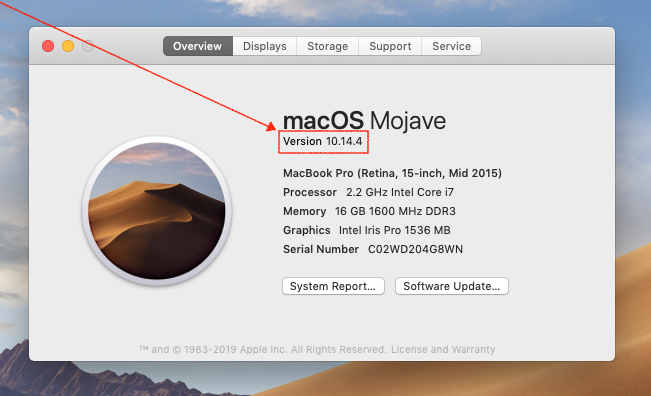 Overview Displays Storage Support Service
macOS Mojave
Version 10.14.4
MacBook Pro (Retina, 15-inch, Mid 2015)
Processor 2.2 GHz Intel Core i7
Memory 16 GB 1600 MHz DDR3
Graphics Intel Iris Pro 1536 MB
Serial Number C02WD204G8WN
System Report... Software Update...
™ and © 1983-2019 Apple Inc. All Rights Reserved. License and Warranty